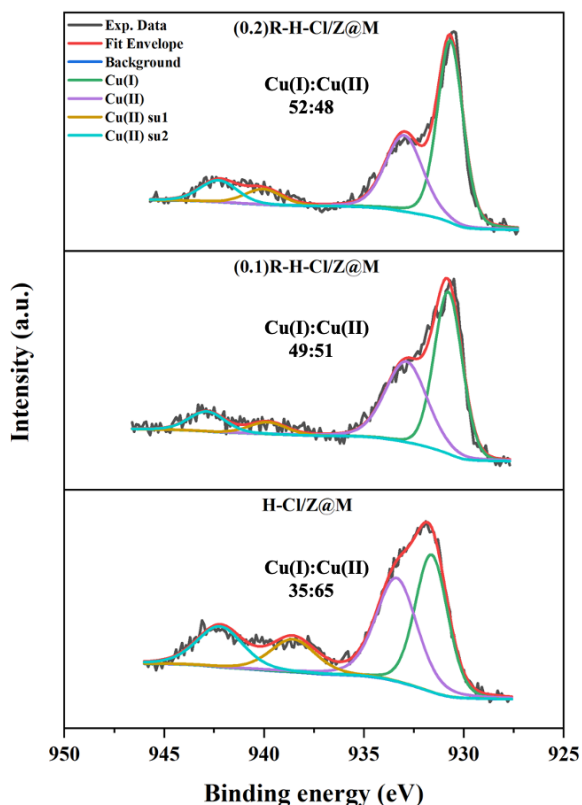 Exp. Data
Fit Envelope
Background
Cu(I)
Cu(II)
Cu(II) su1
Cu(II) su2
(0.2)R-H-Cl/Z@M
Cu(I):Cu(II)
52:48
(0.1)R-H-Cl/Z@M
Cu(I):Cu(II)
49:51
H-Cl/Z@M
Cu(I):Cu(II)
35:65
Intensity (a.u.)
950 945 940 935 930 925
Binding energy (eV)